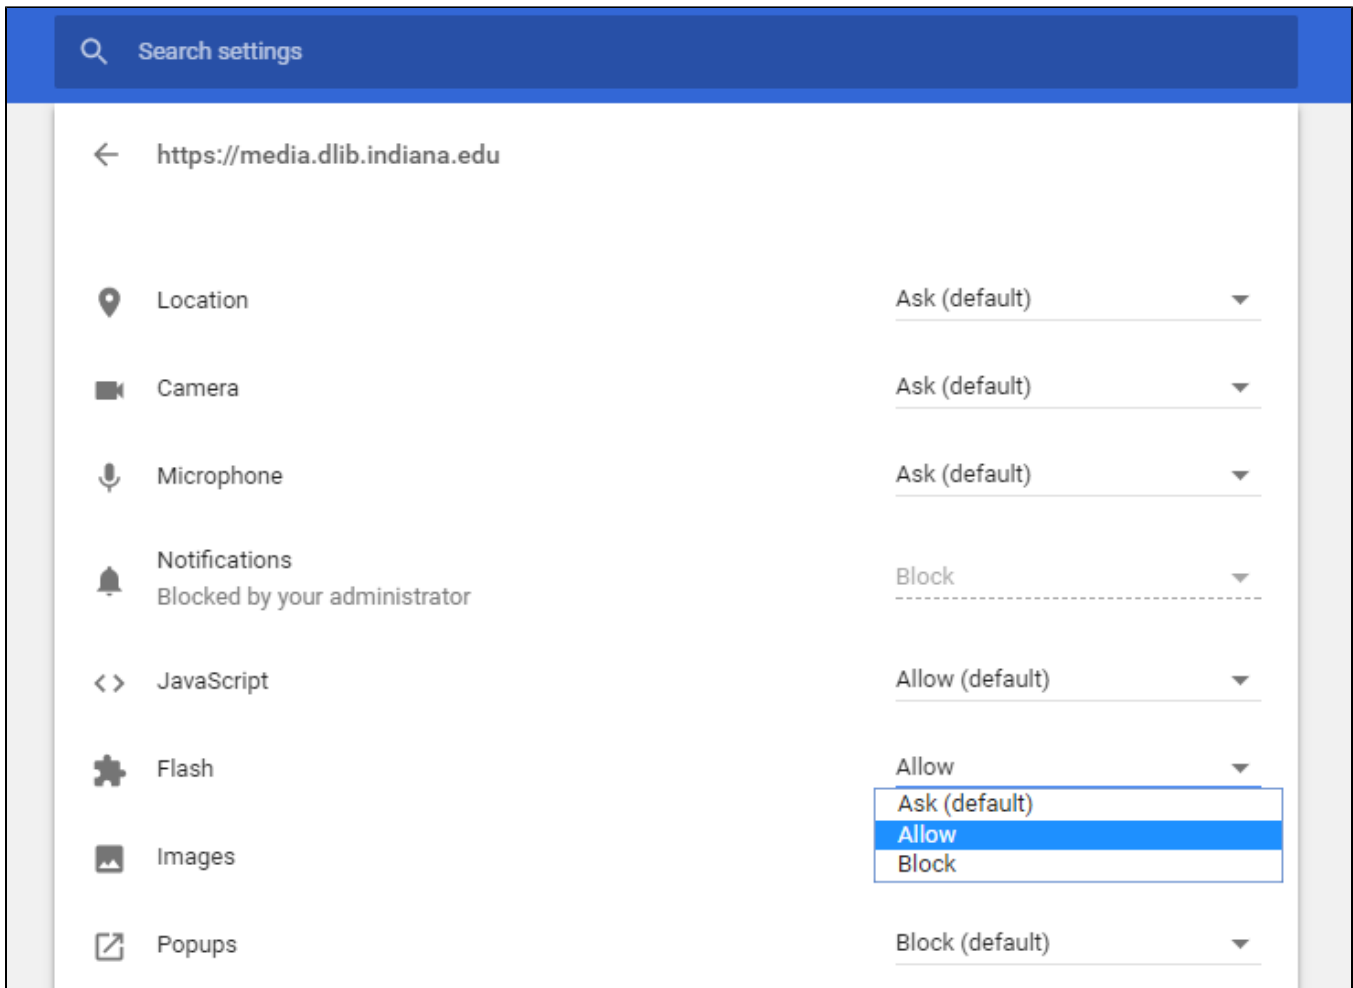 Search settings
https://media.dlib.indiana.edu
Location
Ask (default)
Camera
Ask (default)
Microphone
Ask (default)
Notifications
Blocked by your administrator
Block
JavaScript
Allow (default)
Flash
Allow
Ask (default)
Allow
Block
Images
Popups
Block (default)